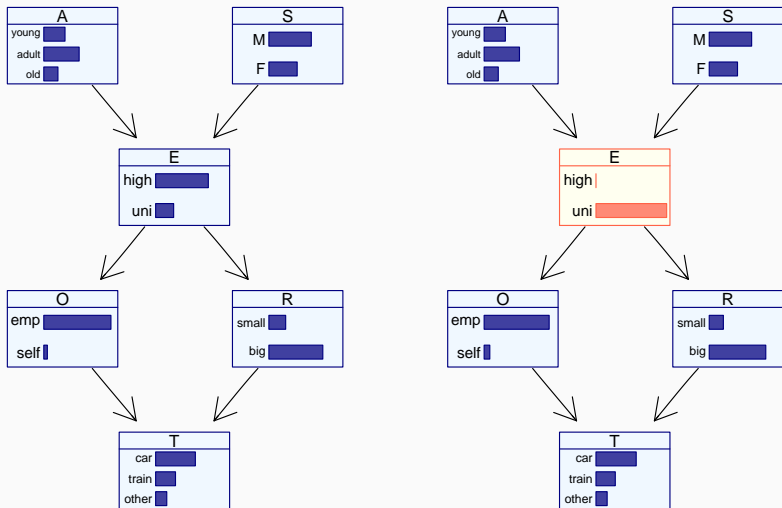 A
young
adult
old
S
M
F
E
high
uni
O
emp
self
R
small
big
T
car
train
other
A
young
adult
old
S
M
F
E
high
uni
O
emp
self
R
small
big
T
car
train
other